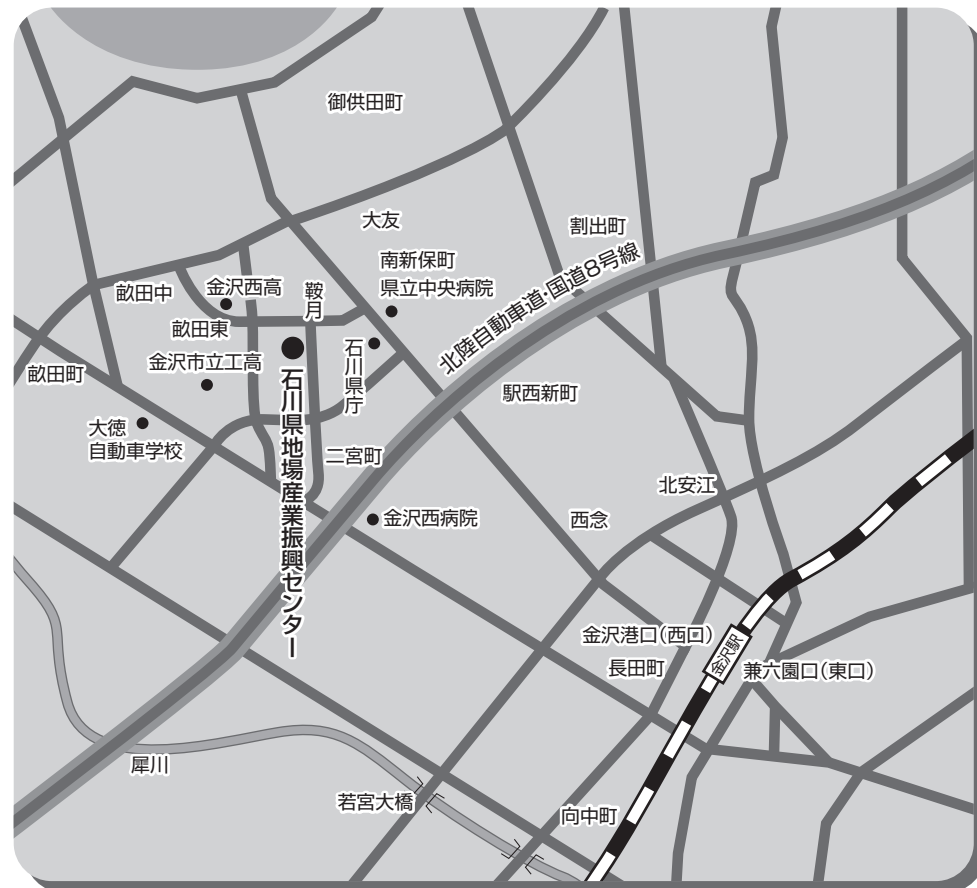 御供田町
大友
割出町
南新保町
県立中央病院
北陸自動車道・国道8号線
畝田中
金沢西高
鞍月
畝田東
金沢市立工高
石川県庁
畝田町
石川県地場産業振興センター
駅西新町
大徳
自動車学校
二宮町
北安江
金沢西病院
西念
金沢港口(西口)
金沢駅
長田町
兼六園口(東口)
犀川
若宮大橋
向中町